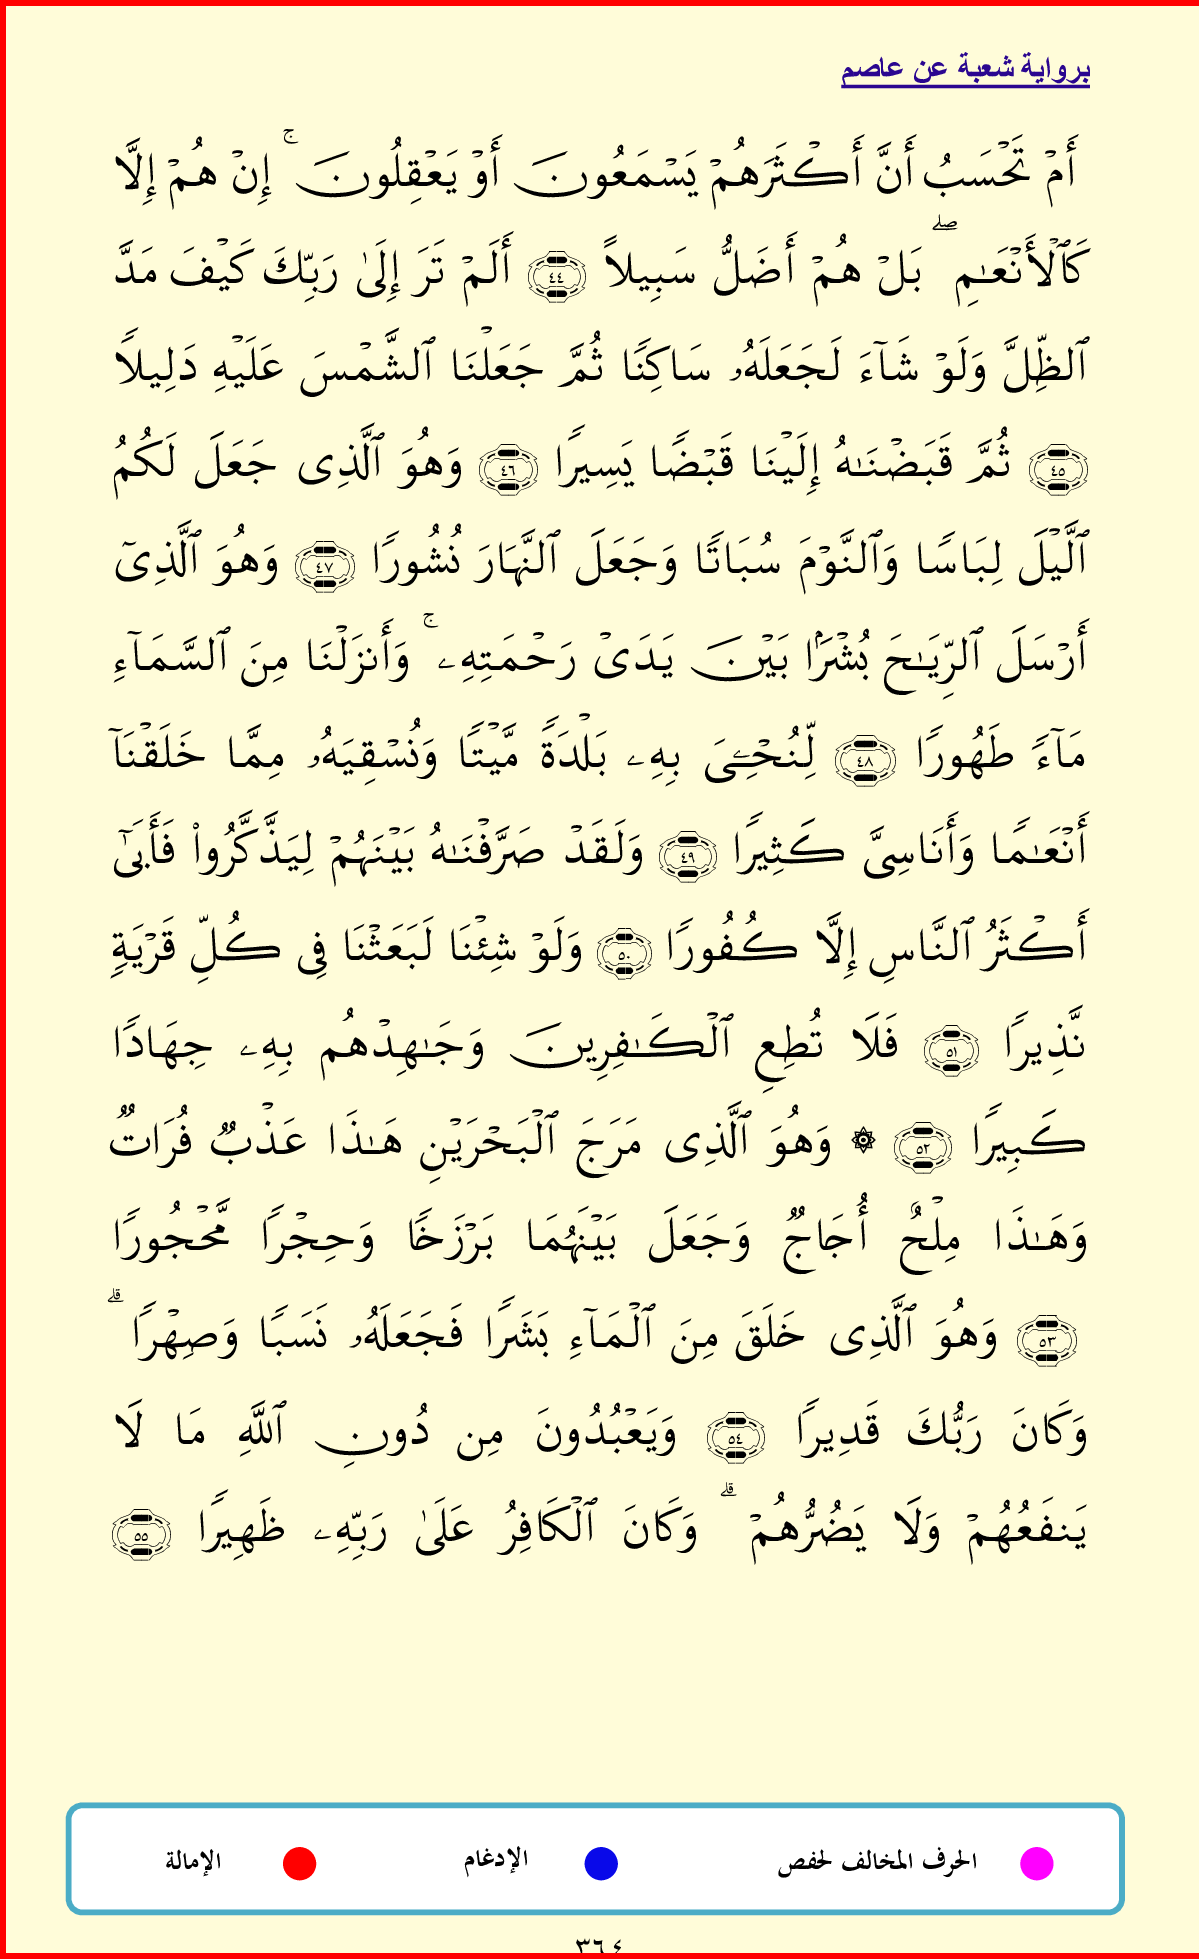 برواية شعبة عن عاصم
أَمْ تَحْسَبُ أَنَّ أَكْثَرَهُمْ يَسْمَعُونَ أَوْ يَعْقِلُونَ ۚ إِنْ هُمْ إِلَّا
كَٱلْأَنْعَـٰمِ ۖ بَلْ هُمْ أَضَلُّ سَبِيلاً ٤٤ أَلَمْ تَرَ إِلَىٰ رَبِّكَ كَيْفَ مَدَّ
ٱلظِّلَّ وَلَوْ شَآءَ لَجَعَلَهُۥ سَاكِنًا ثُمَّ جَعَلْنَا ٱلشَّمْسَ عَلَيْهِ دَلِيلاً
٤٥ ثُمَّ قَبَضْنَـٰهُ إِلَيْنَا قَبْضًا يَسِيرًا ٤٦ وَهُوَ ٱلَّذِى جَعَلَ لَكُمُ
ٱلَّيْلَ لِبَاسًا وَٱلنَّوْمَ سُبَاتًا وَجَعَلَ ٱلنَّهَارَ نُشُورًا ٤٧ وَهُوَ ٱلَّذِىٓ
أَرْسَلَ ٱلرِّيَـٰحَ بُشْرًۢا بَيْنَ يَدَىْ رَحْمَتِهِۦ ۚ وَأَنزَلْنَا مِنَ ٱلسَّمَآءِ
مَآءً طَهُورًا ٤٨ لِّنُحْـِۧىَ بِهِۦ بَلْدَةً مَّيْتًا وَنُسْقِيَهُۥ مِمَّا خَلَقْنَآ
أَنْعَـٰمًا وَأَنَاسِىَّ كَثِيرًا ٤٩ وَلَقَدْ صَرَّفْنَـٰهُ بَيْنَهُمْ لِيَذَّكَّرُوا۟ فَأَبَىٰٓ
أَكْثَرُ ٱلنَّاسِ إِلَّا كُفُورًا ٥٠ وَلَوْ شِئْنَا لَبَعَثْنَا فِى كُلِّ قَرْيَةٍ
نَّذِيرًا ٥١ فَلَا تُطِعِ ٱلْكَـٰفِرِينَ وَجَـٰهِدْهُم بِهِۦ جِهَادًا
كَبِيرًا ٥٢ ۞ وَهُوَ ٱلَّذِى مَرَجَ ٱلْبَحْرَيْنِ هَـٰذَا عَذْبٌ فُرَاتٌ
وَهَـٰذَا مِلْحٌ أُجَاجٌ وَجَعَلَ بَيْنَهُمَا بَرْزَخًا وَحِجْرًا مَّحْجُورًا
٥٣ وَهُوَ ٱلَّذِى خَلَقَ مِنَ ٱلْمَآءِ بَشَرًا فَجَعَلَهُۥ نَسَبًا وَصِهْرًا ۗ
وَكَانَ رَبُّكَ قَدِيرًا ٥٤ وَيَعْبُدُونَ مِن دُونِ ٱللَّهِ مَا لَا
يَنفَعُهُمْ وَلَا يَضُرُّهُمْ ۗ وَكَانَ ٱلْكَافِرُ عَلَىٰ رَبِّهِۦ ظَهِيرًا ٥٥
الحرف المخالف لحفص الإدغام الإمالة
٣٦٤